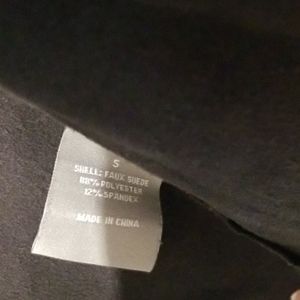 S
SHELL: FAUX SUEDE
88% POLYESTER
12% SPANDEX
MADE IN CHINA